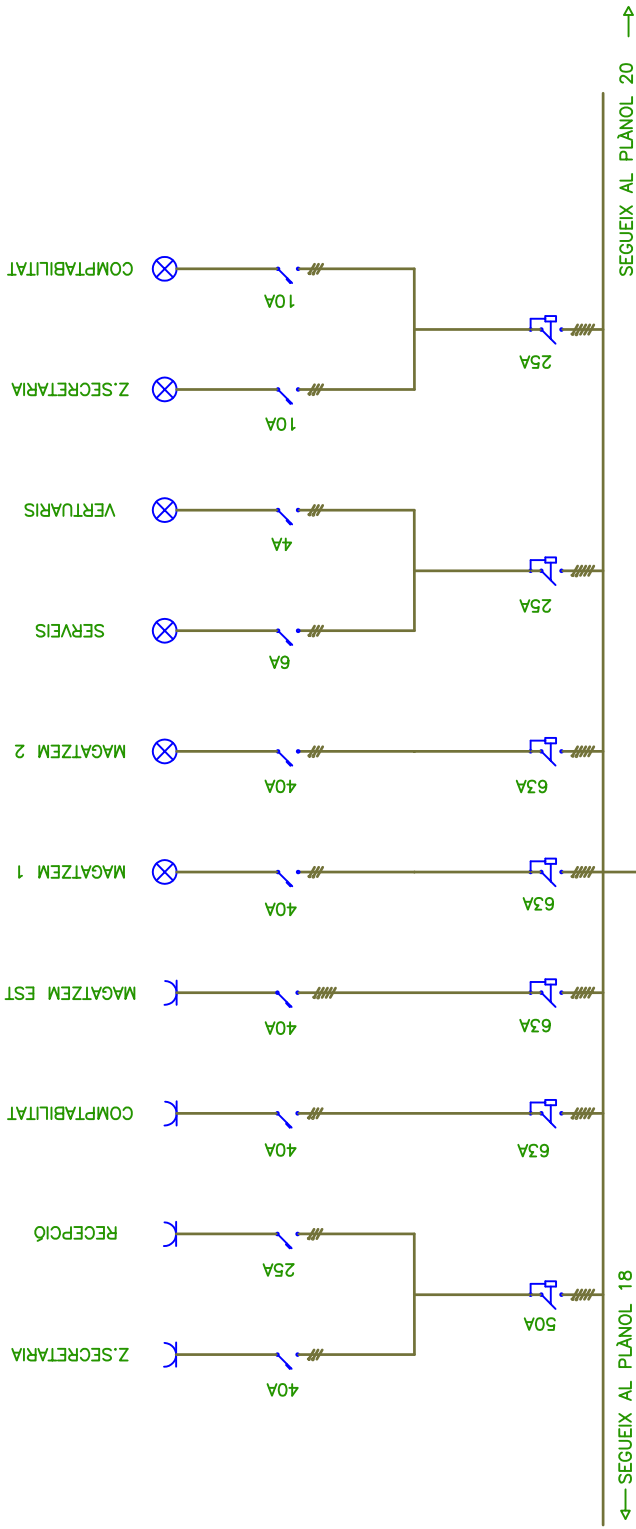 SEGUEIX AL PLÀNOL 20
COMPTABILITAT
10A
25A
Z.SECRETARIA
10A
VERTUARIS
4A
25A
SERVEIS
6A
MAGATZEM 2
40A
63A
MAGATZEM 1
40A
63A
MAGATZEM EST
40A
63A
COMPTABILITAT
40A
63A
RECEPCIÓ
25A
50A
Z.SECRETARIA
40A
SEGUEIX AL PLÀNOL 18